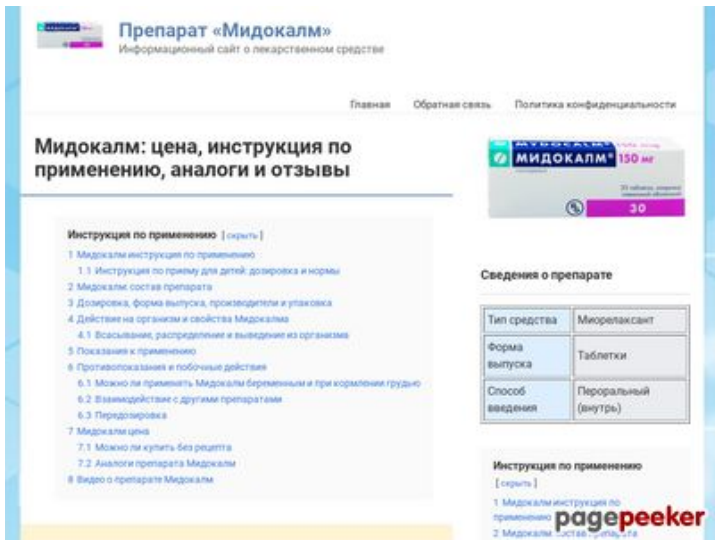 Препарат «Мидокалм»
Информационный сайт о лекарственном средстве
Главная Обратная связь Политика конфиденциальности
Мидокалм: цена, инструкция по
применению, аналоги и отзывы
МИДОКАЛМ® 150 мг
30
Инструкция по применению [скрыть]
1 Мидокалм инструкция по применению
1.1 Инструкция по приему для детей: дозировка и нормы
2 Мидокалм: состав препарата
3 Дозировка, форма выпуска, производители и упаковка
4 Действие на организм и свойства Мидокалма
4.1 Всасывание, распределение и выведение из организма
5 Показания к применению
6 Противопоказания и побочные действия
6.1 Можно ли применять Мидокалм беременным и при кормлении грудью
6.2 Взаимодействие с другими препаратами
6.3 Передозировка
7 Мидокалм цена
7.1 Можно ли купить без рецепта
7.2 Аналоги препарата Мидокалм
8 Видео о препарате Мидокалм
Сведения о препарате
Тип средства Миорелаксант
Форма
выпуска Таблетки
Способ
введения Пероральный
(внутрь)
Инструкция по применению
[скрыть]
1 Мидокалм инструкция по
применению
2 Мидокалм: состав препарата
pagepeeker